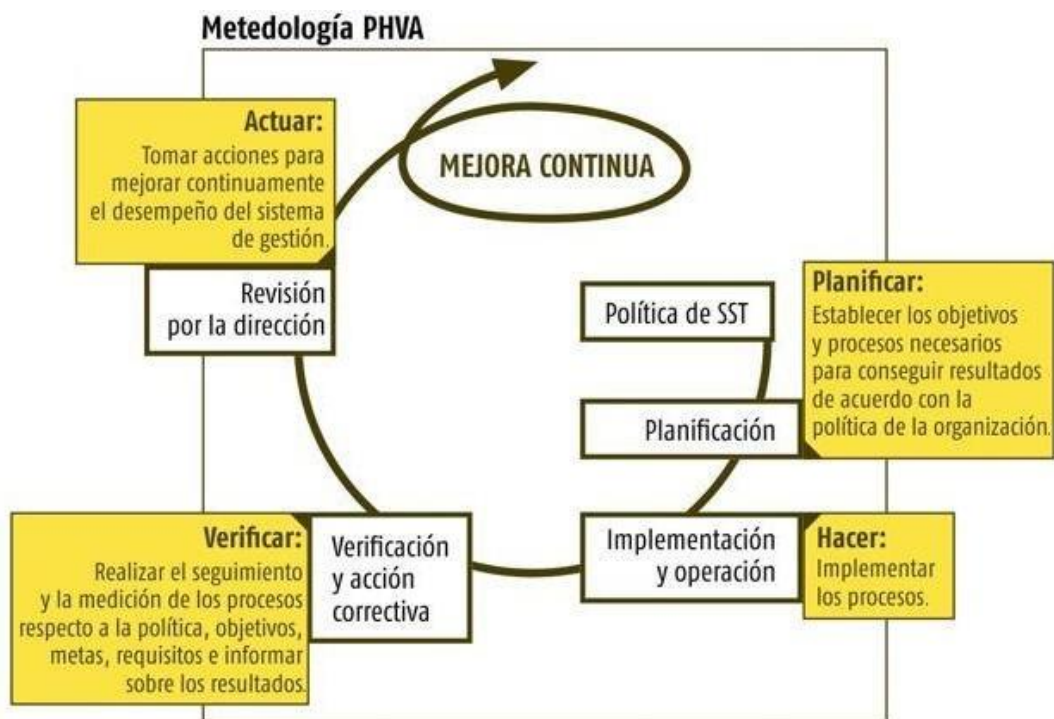 Metedología PHVA
Actuar:
Tomar acciones para
mejorar continuamente
el desempeño del sistema
de gestión.
MEJORA CONTINUA
Revisión
por la dirección
Política de SST
Planificar:
Establecer los objetivos
y procesos necesarios
para conseguir resultados
de acuerdo con la
política de la organización.
Planificación
Verificar:
Realizar el seguimiento
y la medición de los procesos
respecto a la política, objetivos,
metas, requisitos e informar
sobre los resultados.
Verificación
y acción
correctiva
Implementación
y operación
Hacer:
Implementar
los procesos.